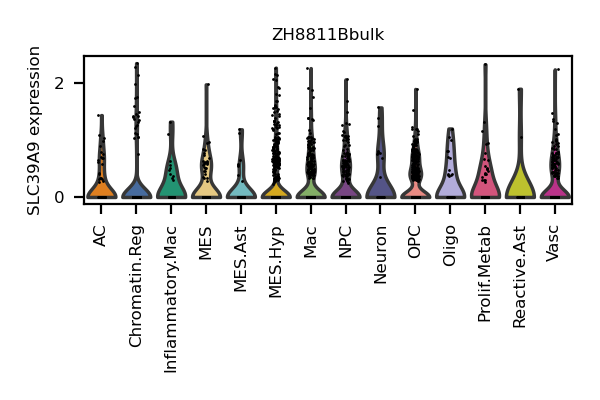 ZH8811Bbulk
SLC39A9 expression
2
0
AC
Chromatin.Reg
Inflammatory.Mac
MES
MES.Ast
MES.Hyp
Mac
NPC
Neuron
OPC
Oligo
Prolif.Metab
Reactive.Ast
Vasc